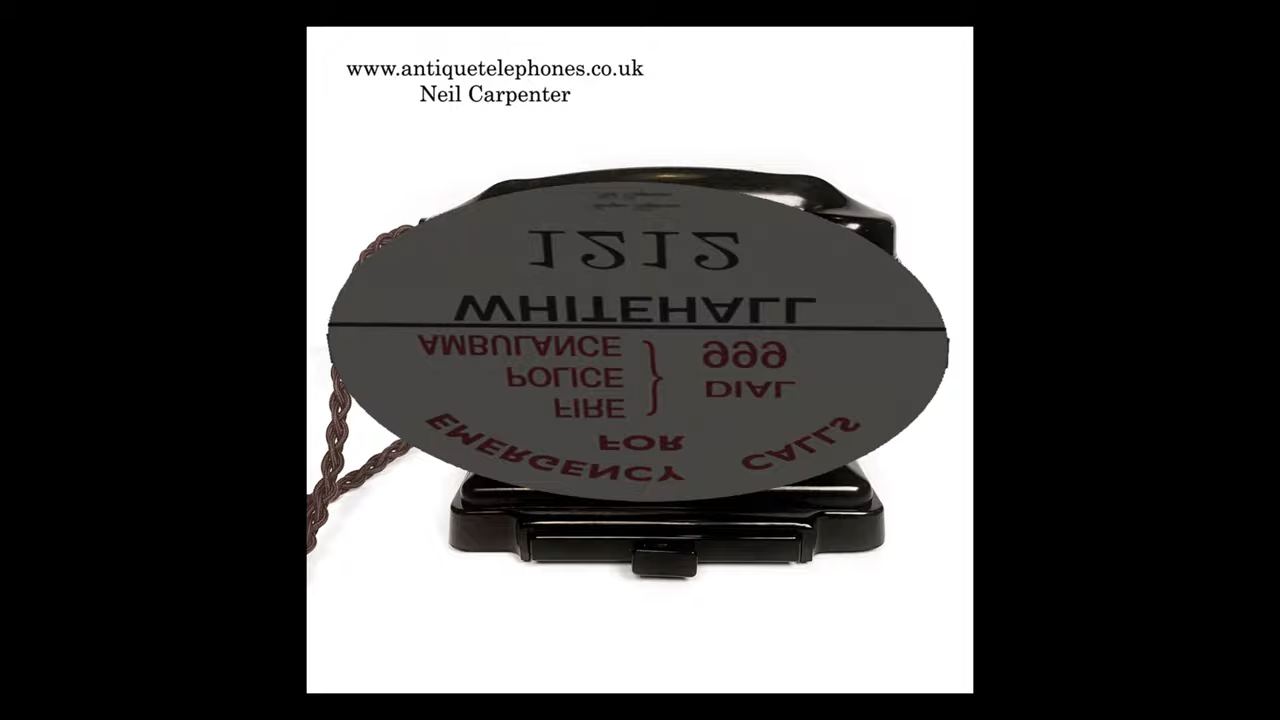 www.antiquetelephones.co.uk
Neil Carpenter
1212
WHITEHALL
AMBULANCE
POLICE
FIRE
999
DIAL
FOR
EMERGENCY CALLS